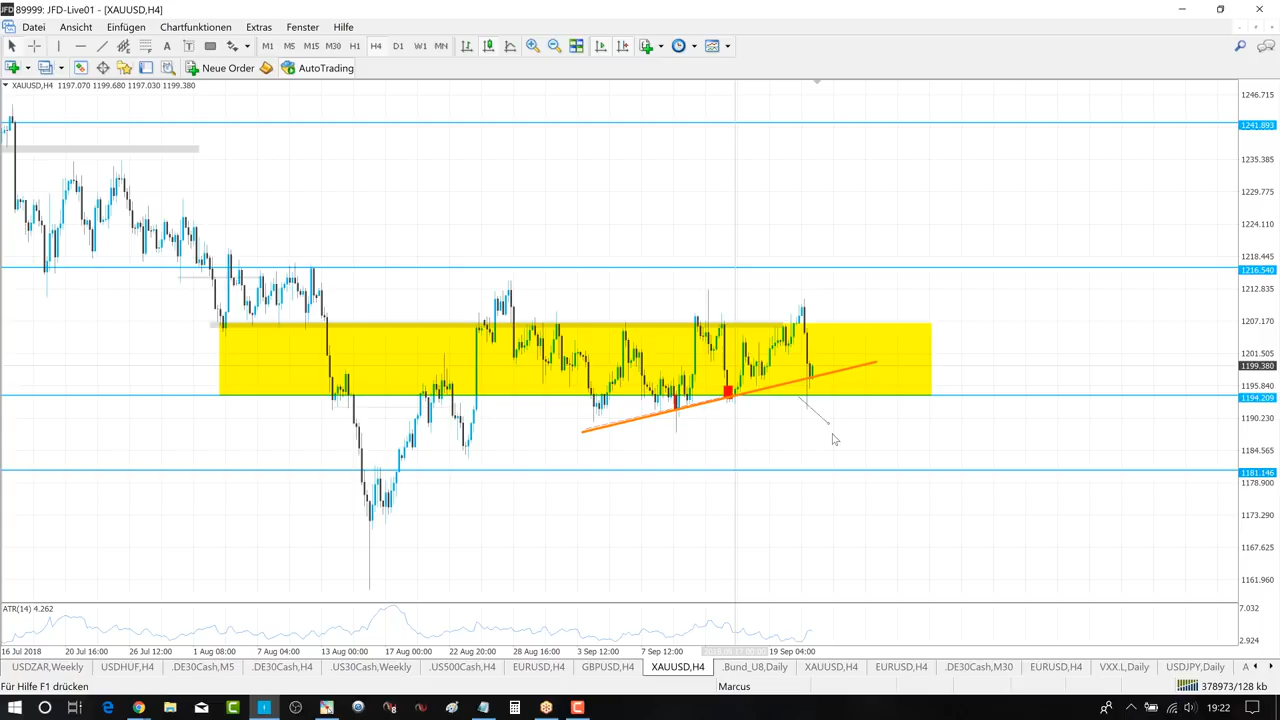 JFD 89999: JFD-Live01 - [XAUUSD,H4]
Datei Ansicht Einfügen Chartfunktionen Extras Fenster Hilfe
A T M1 M5 M15 M30 H1 H4 D1 W1 MN
New Order AutoTrading
XAUUSD,H4 1197.070 1199.680 1197.030 1199.380
1246.715
1241.893
1235.385
1229.775
1224.110
1218.445
1216.540
1212.835
1207.170
1201.505
1199.380
1195.840
1194.209
1190.230
1184.565
1181.146
1178.900
1173.290
1167.625
1161.960
ATR(14) 4.262
7.032
2.924
16 Jul 2018 20 Jul 16:00 26 Jul 12:00 1 Aug 08:00 7 Aug 04:00 13 Aug 00:00 17 Aug 00:00 22 Aug 20:00 28 Aug 16:00 3 Sep 12:00 7 Sep 12:00 2018.09.17 00:00 19 Sep 04:00
USDZAR,Weekly USDHUF,H4 .DE30Cash,M5 .DE30Cash,H4 .US30Cash,Weekly .US500Cash,H4 EURUSD,H4 GBPUSD,H4 XAUUSD,H4 .Bund_U8,Daily XAUUSD,H4 EURUSD,H4 .DE30Cash,M30 EURUSD,H4 VXX.L,Daily USDJPY,Daily A
Für Hilfe F1 drücken Marcus 378973/128 kb
19:22